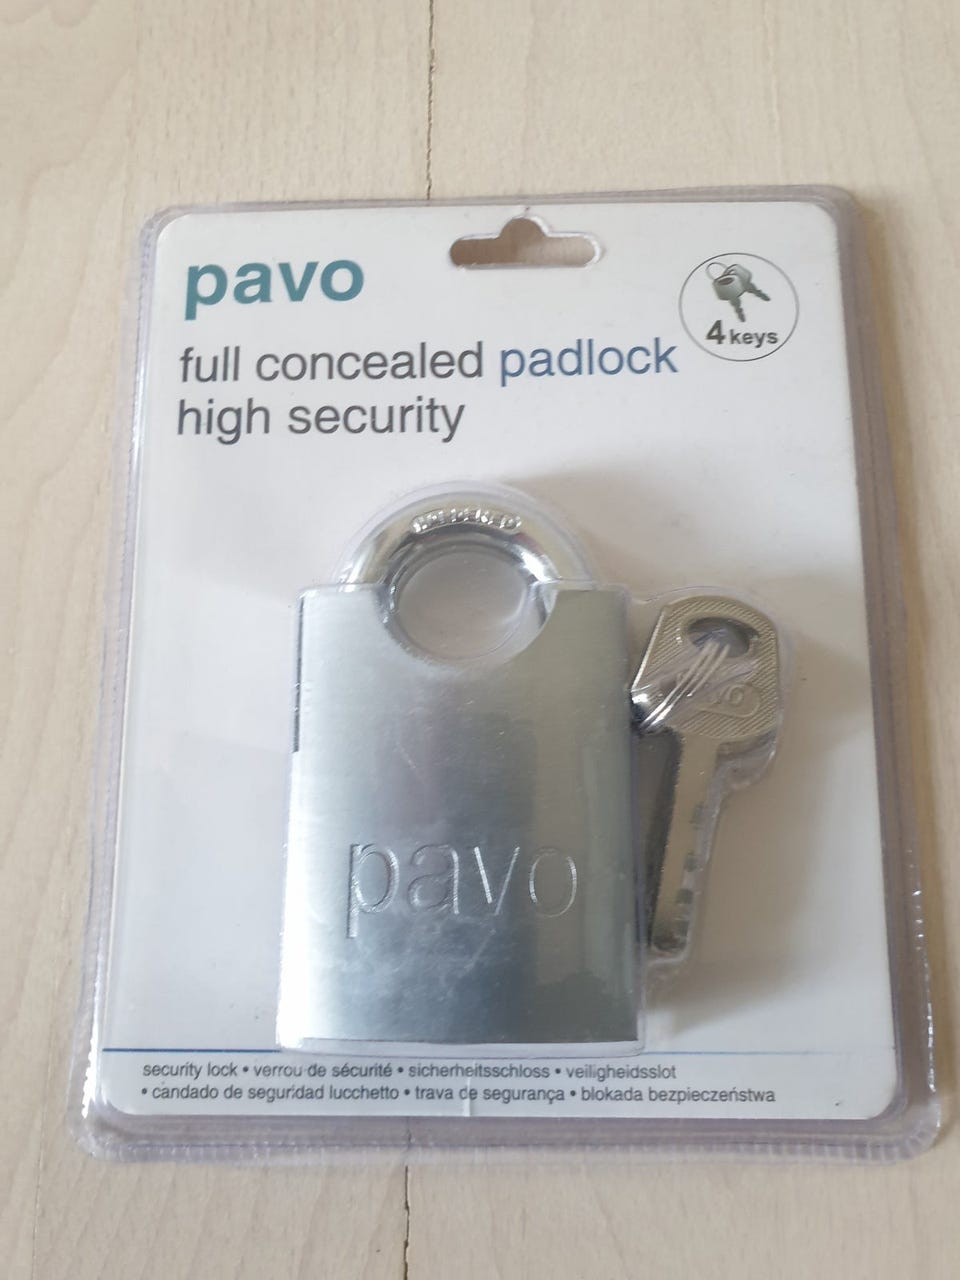 pavo
4 keys
full concealed padlock
high security
HARDENED
pavo
security lock • verrou de sécurité • sicherheitsschloss • veiligheidsslot
• candado de seguridad lucchetto • trava de segurança • blokada bezpieczeństwa